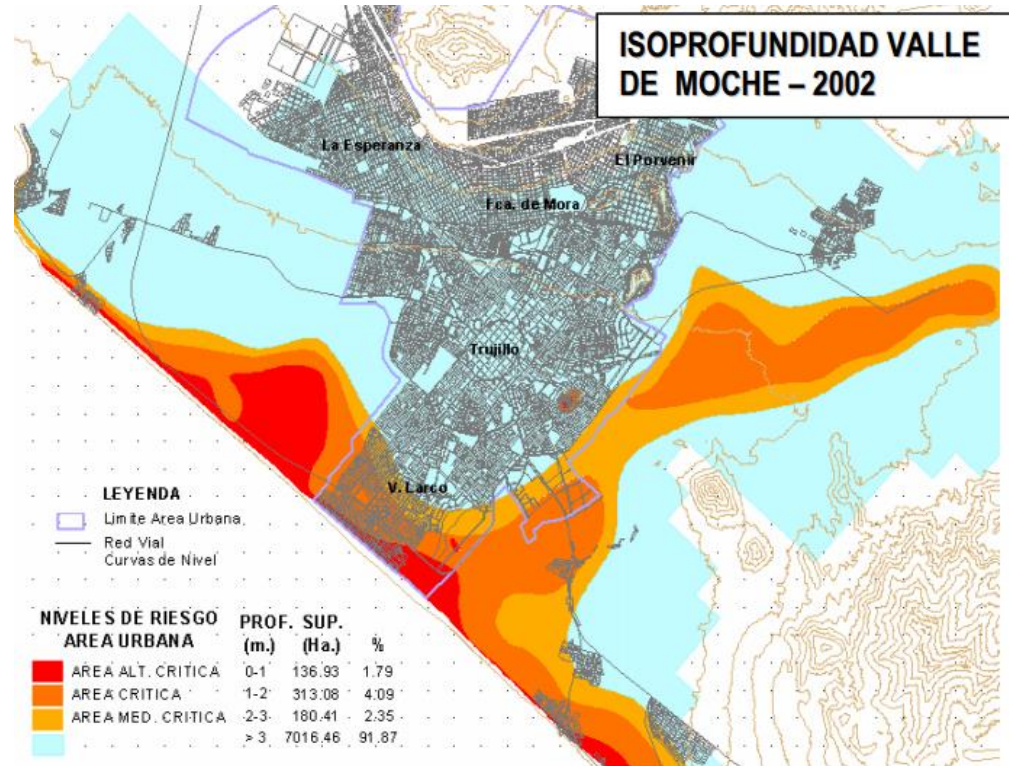 ISOPROFUNDIDAD VALLE
DE MOCHE – 2002
La Esperanza
El Porvenir
Fca. de Mora
Trujillo
V. Larco
LEYENDA
Limite Area Urbana
Red Vial
Curvas de Nivel
NIVELES DE RIESGO PROF. SUP.
AREA URBANA (m.) (Ha.) %
AREA ALT. CRITICA 0-1 136.93 1.79
AREA CRITICA 1-2 313.08 4.09
AREA MED. CRITICA 2-3 180.41 2.35
> 3 7016.46 91.87